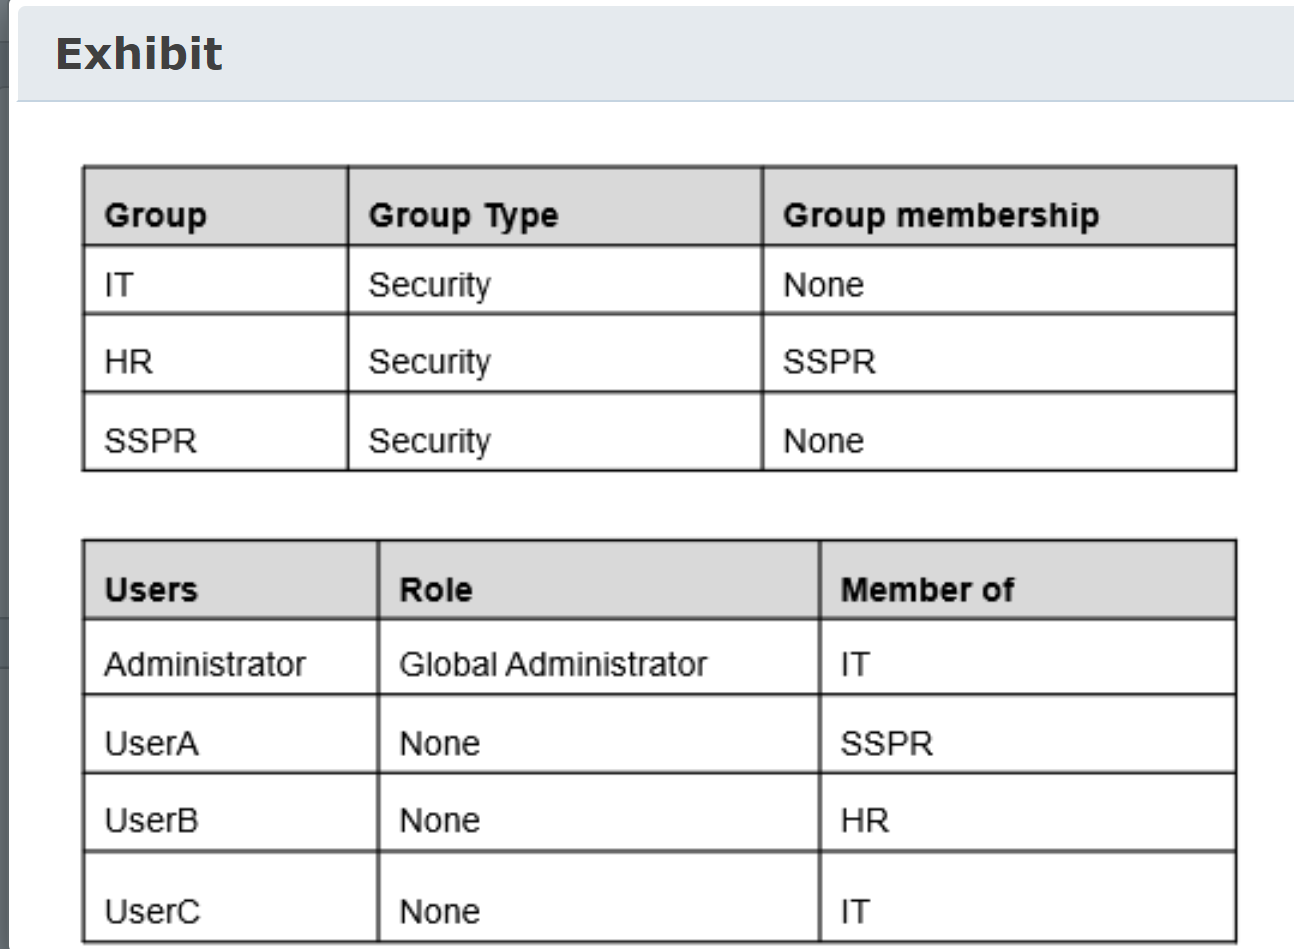 Exhibit
Group Group Type Group membership
IT Security None
HR Security SSPR
SSPR Security None
Users Role Member of
Administrator Global Administrator IT
UserA None SSPR
UserB None HR
UserC None IT